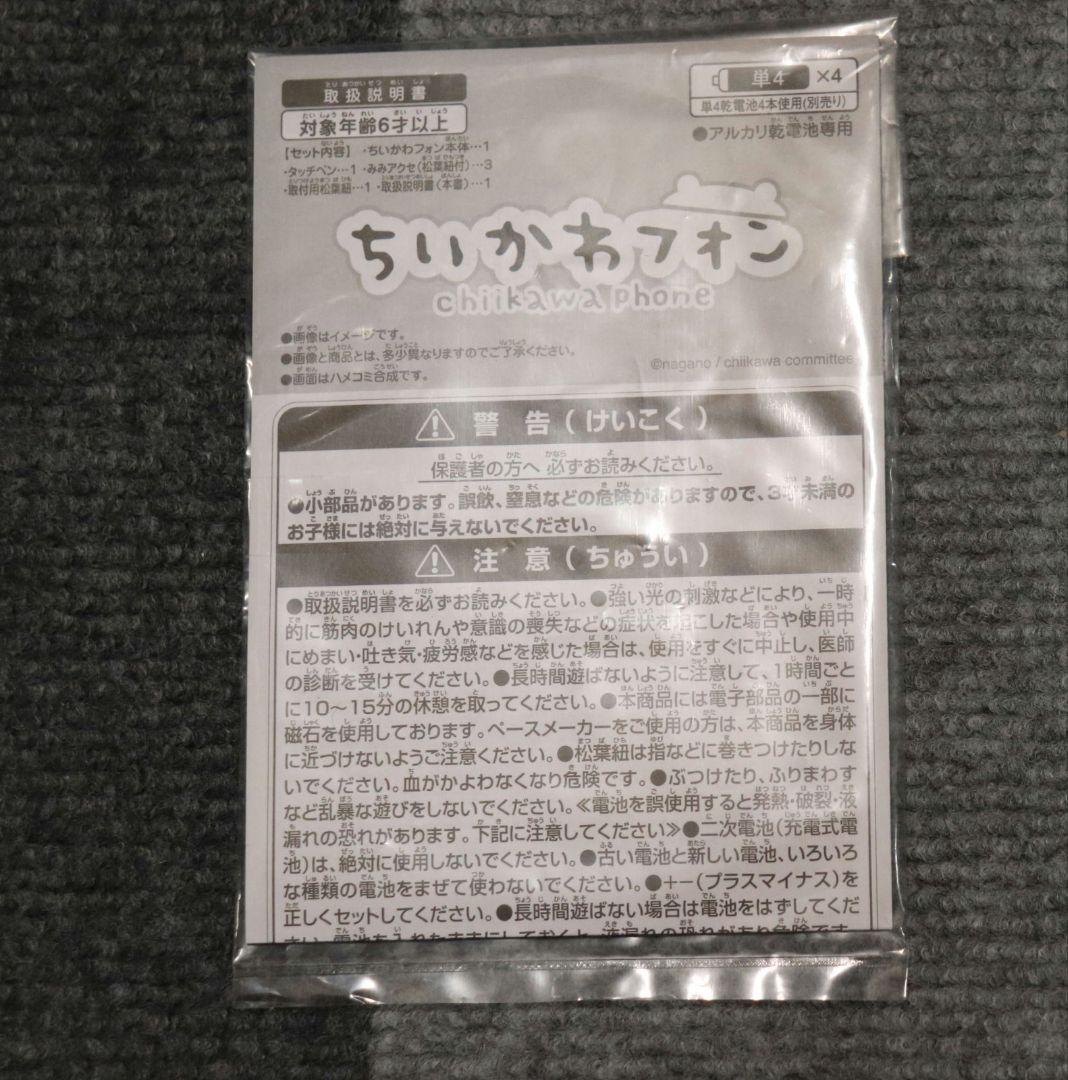 取扱説明書
対象年齢6才以上
【セット内容】・ちいかわフォン本体…1
・タッチペン…1 ・みみアクセ(松葉紐付)…3
・取付用松葉紐…1 ・取扱説明書(本書)…1
単4 ×4
単4乾電池4本使用(別売り)
●アルカリ乾電池専用
ちいかわフォン
chiikawa phone
●画像はイメージです。
●画像と商品とは、多少異なりますのでご了承ください。
●画面はハメコミ合成です。
©nagano / chiikawa committee
警告(けいこく)
保護者の方へ 必ずお読みください。
●小部品があります。誤飲、窒息などの危険がありますので、3才未満の
お子様には絶対に与えないでください。
注意(ちゅうい)
●取扱説明書を必ずお読みください。●強い光の刺激などにより、一時
的に筋肉のけいれんや意識の喪失などの症状を起こした場合や使用中
にめまい・吐き気・疲労感などを感じた場合は、使用をすぐに中止し、医師
の診断を受けてください。●長時間遊ばないように注意して、1時間ごと
に10〜15分の休憩を取ってください。●本商品には電子部品の一部に
磁石を使用しております。ペースメーカーをご使用の方は、本商品を身体
に近づけないようご注意ください。●松葉紐は指などに巻きつけたりしな
いでください。血がかよわなくなり危険です。●ぶつけたり、ふりまわす
など乱暴な遊びをしないでください。≪電池を誤使用すると発熱・破裂・液
漏れの恐れがあります。下記に注意してください≫●二次電池(充電式電
池)は、絶対に使用しないでください。●古い電池と新しい電池、いろいろ
な種類の電池をまぜて使わないでください。●+−(プラスマイナス)を
正しくセットしてください。●長時間遊ばない場合は電池をはずしてくだ
さい。電池を入れたままにしておくと、液漏れの恐れがあり危険です。